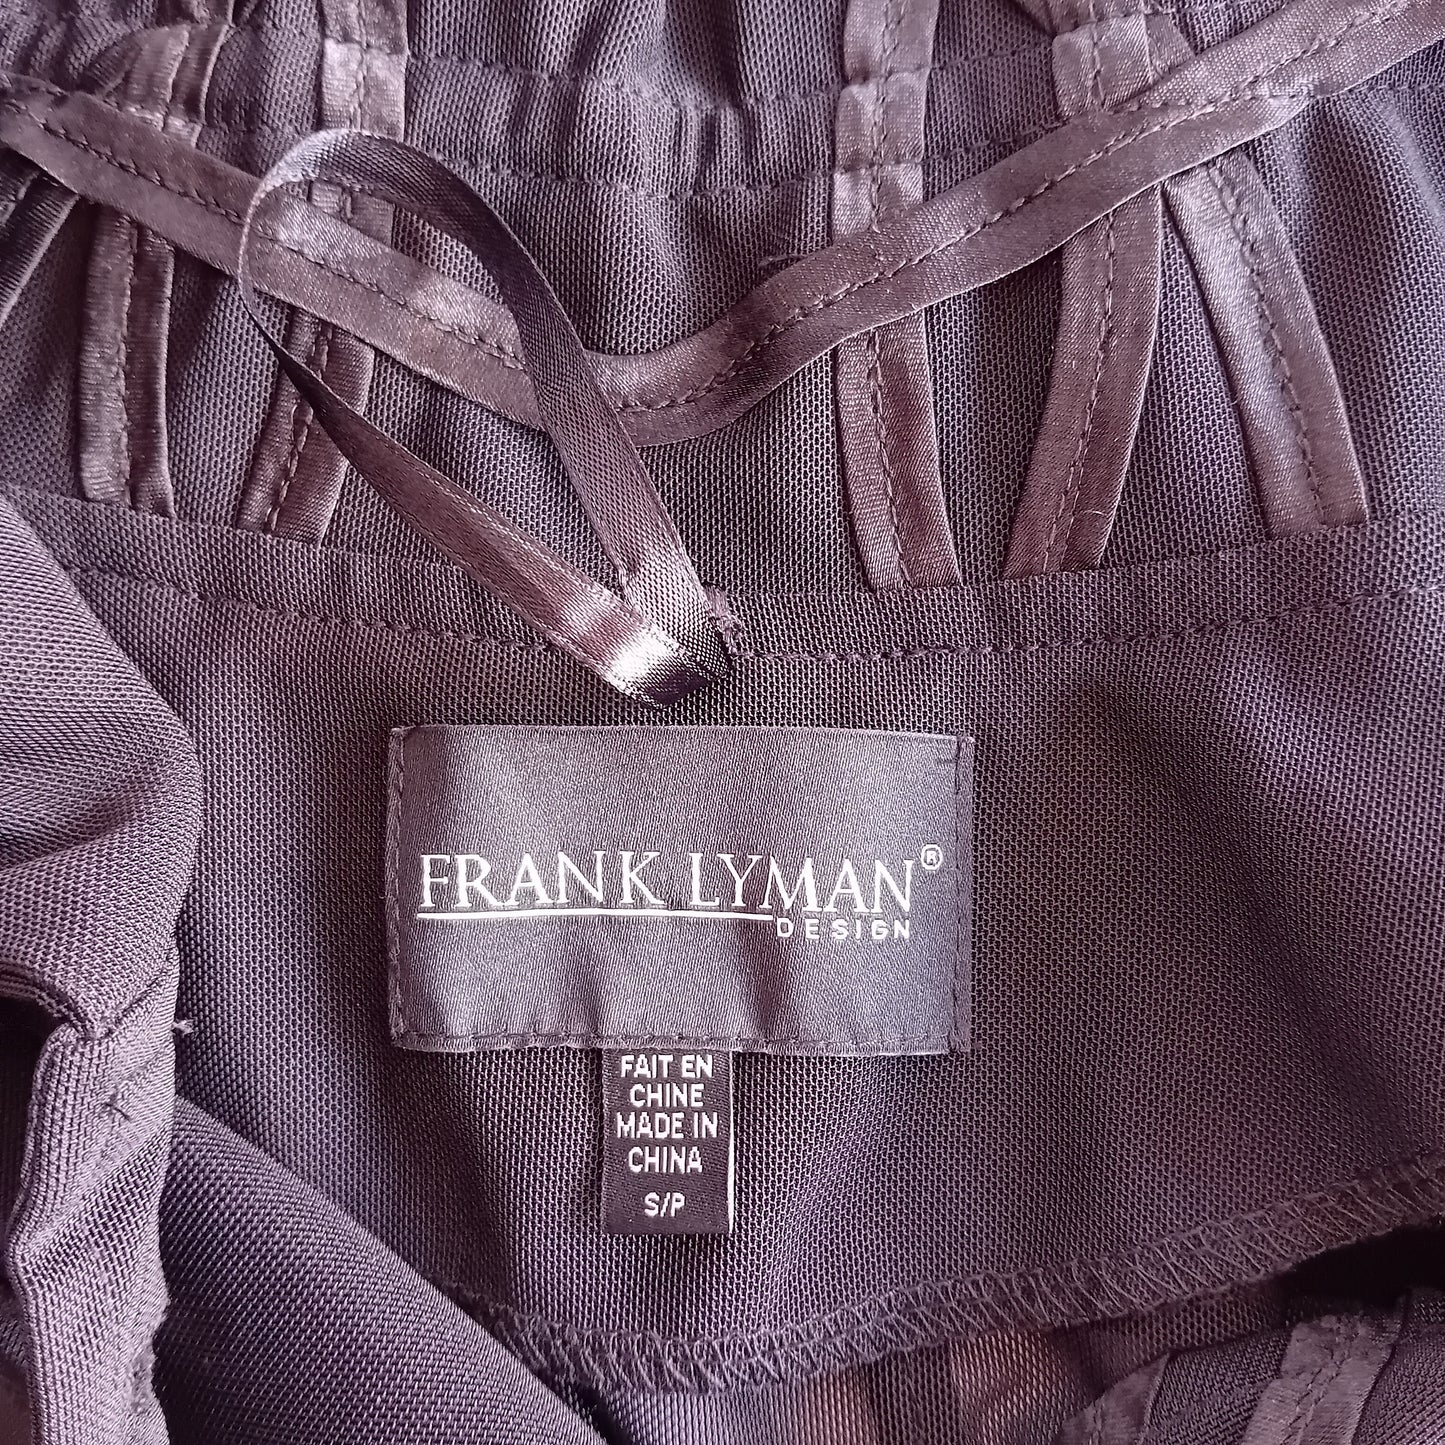 FRANK LYMAN®
DESIGN
FAIT EN
CHINE
MADE IN
CHINA
S/P